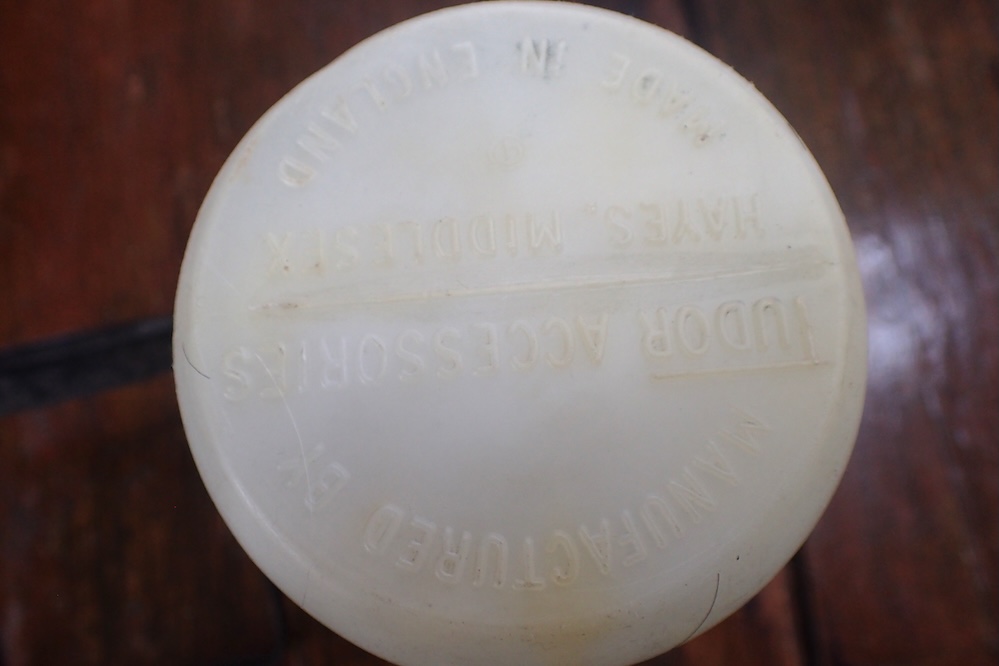 MANUFACTURED BY
TUDOR ACCESSORIES
HAYES, MIDDLESEX
MADE IN ENGLAND